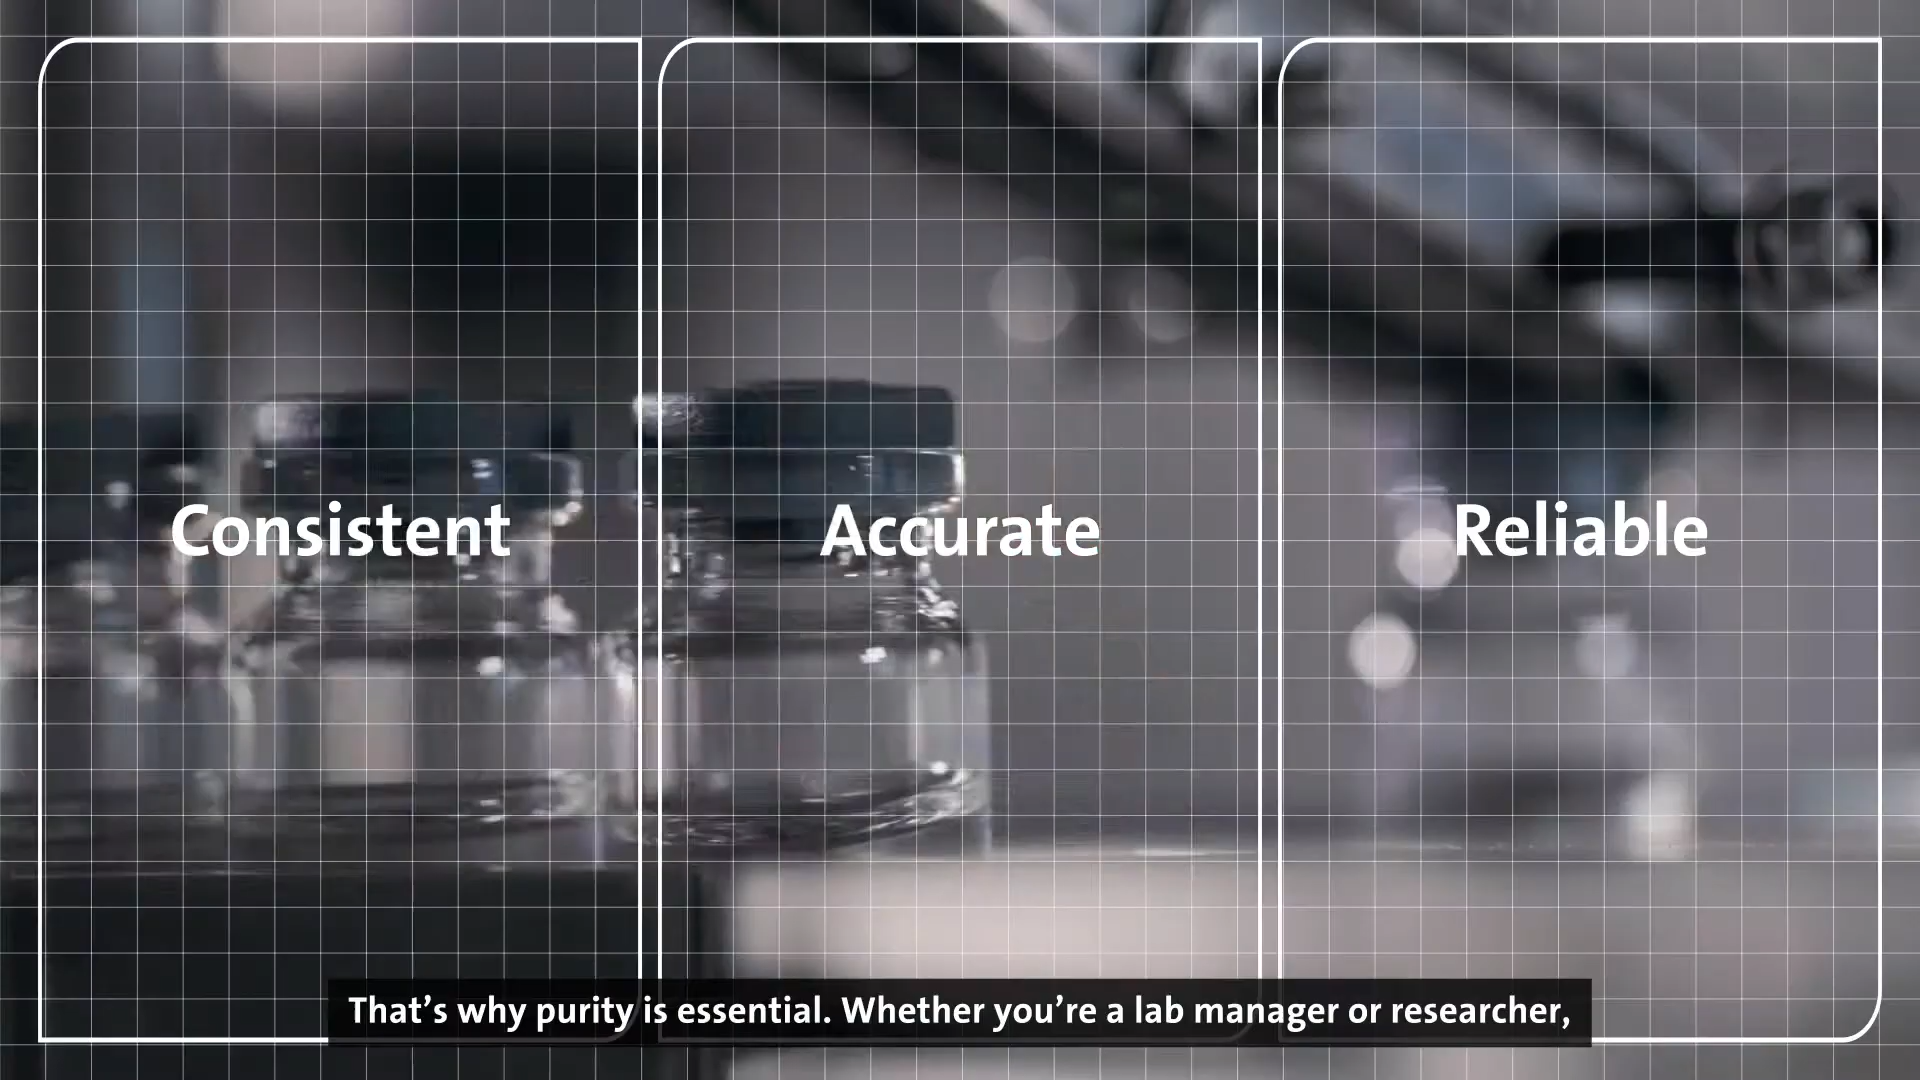 Consistent
Accurate
Reliable
That’s why purity is essential. Whether you’re a lab manager or researcher,